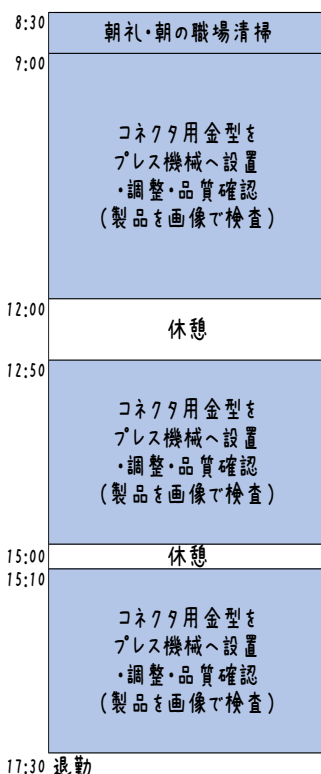 8:30
朝礼・朝の職場清掃
9:00
コネクタ用金型を
プレス機械へ設置
・調整・品質確認
(製品を画像で検査)
12:00
休憩
12:50
コネクタ用金型を
プレス機械へ設置
・調整・品質確認
(製品を画像で検査)
15:00
休憩
15:10
コネクタ用金型を
プレス機械へ設置
・調整・品質確認
(製品を画像で検査)
17:30 退勤